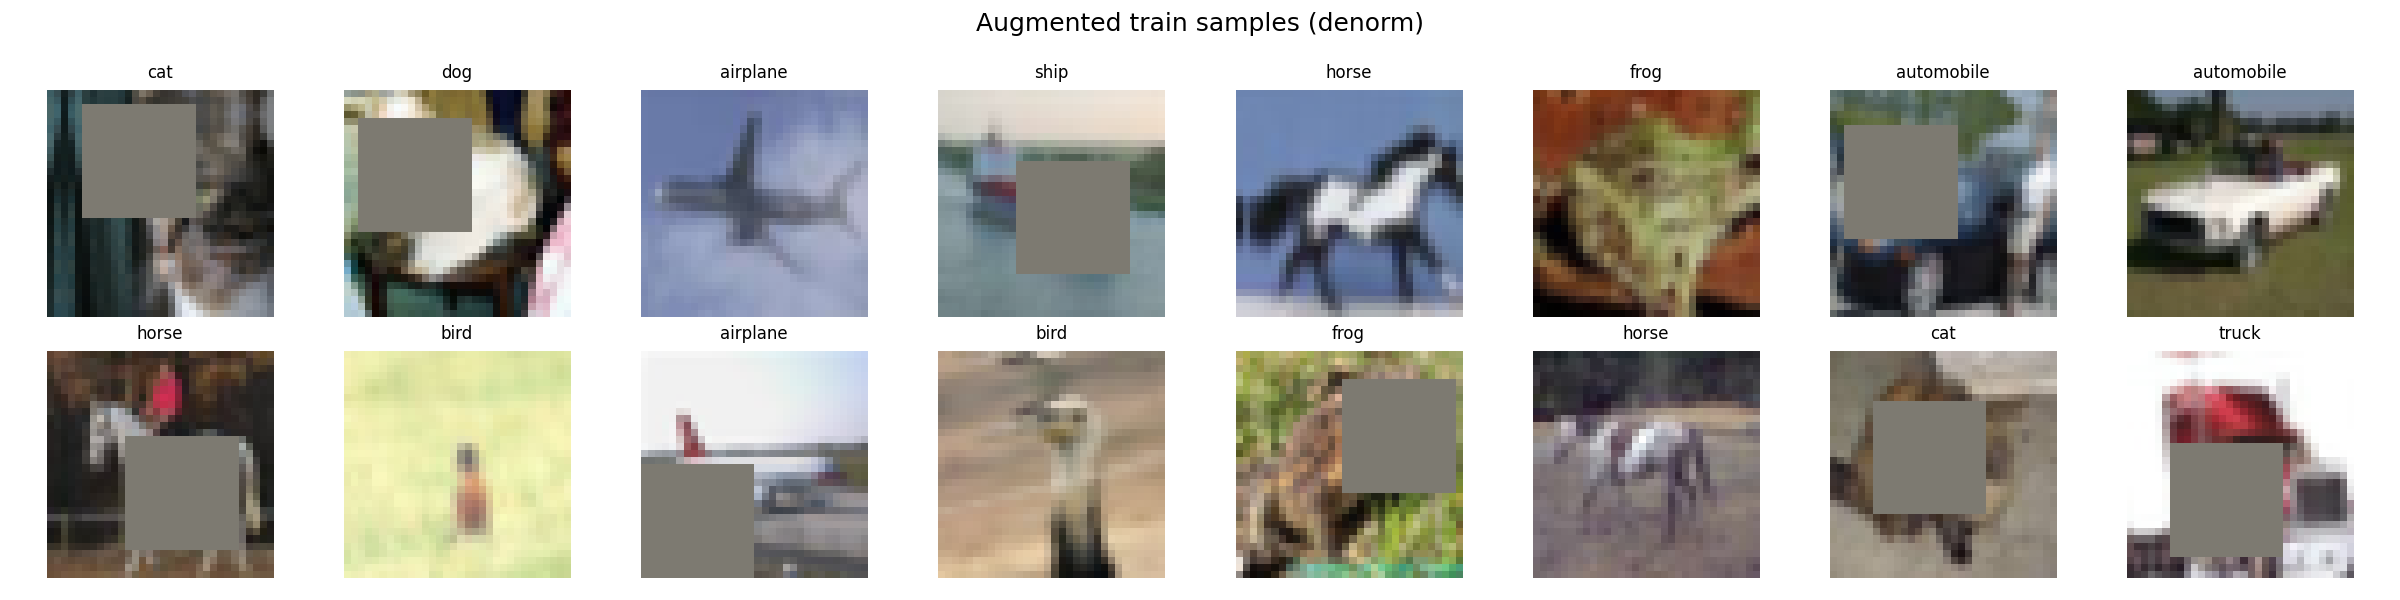 Augmented train samples (denorm)
cat dog airplane ship horse frog automobile automobile
horse bird airplane bird frog horse cat truck